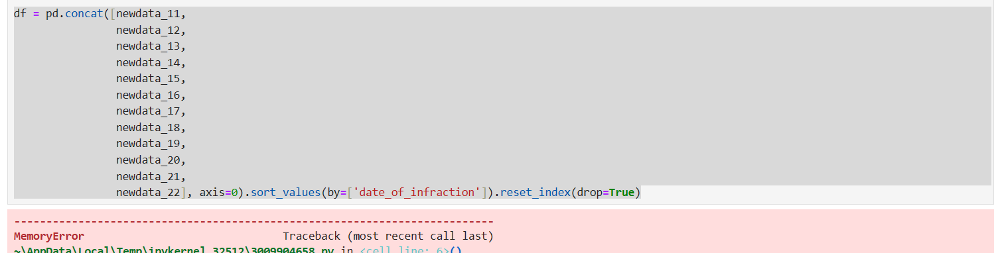 df = pd.concat([newdata_11,
newdata_12,
newdata_13,
newdata_14,
newdata_15,
newdata_16,
newdata_17,
newdata_18,
newdata_19,
newdata_20,
newdata_21,
newdata_22], axis=0).sort_values(by=['date_of_infraction']).reset_index(drop=True)
---------------------------------------------------------------------------
MemoryError Traceback (most recent call last)
~\AppData\Local\Temp\ipykernel_32512\3009904658.py in <cell line: 6>()